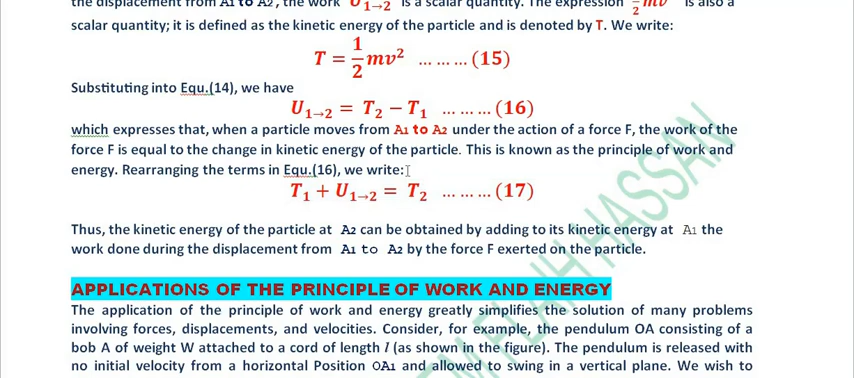 the displacement from A1 to A2, the work U1→2 is a scalar quantity. The expression 1/2 mv² is also a
scalar quantity; it is defined as the kinetic energy of the particle and is denoted by T. We write:
T = 1/2 mv² ... ... ... (15)
Substituting into Equ.(14), we have
U1→2 = T2 − T1 ... ... ... (16)
which expresses that, when a particle moves from A1 to A2 under the action of a force F, the work of the
force F is equal to the change in kinetic energy of the particle. This is known as the principle of work and
energy. Rearranging the terms in Equ.(16), we write:
T1 + U1→2 = T2 ... ... ... (17)
Thus, the kinetic energy of the particle at A2 can be obtained by adding to its kinetic energy at A1 the
work done during the displacement from A1 to A2 by the force F exerted on the particle.
APPLICATIONS OF THE PRINCIPLE OF WORK AND ENERGY
The application of the principle of work and energy greatly simplifies the solution of many problems
involving forces, displacements, and velocities. Consider, for example, the pendulum OA consisting of a
bob A of weight W attached to a cord of length l (as shown in the figure). The pendulum is released with
no initial velocity from a horizontal Position OA1 and allowed to swing in a vertical plane. We wish to
HASSAN